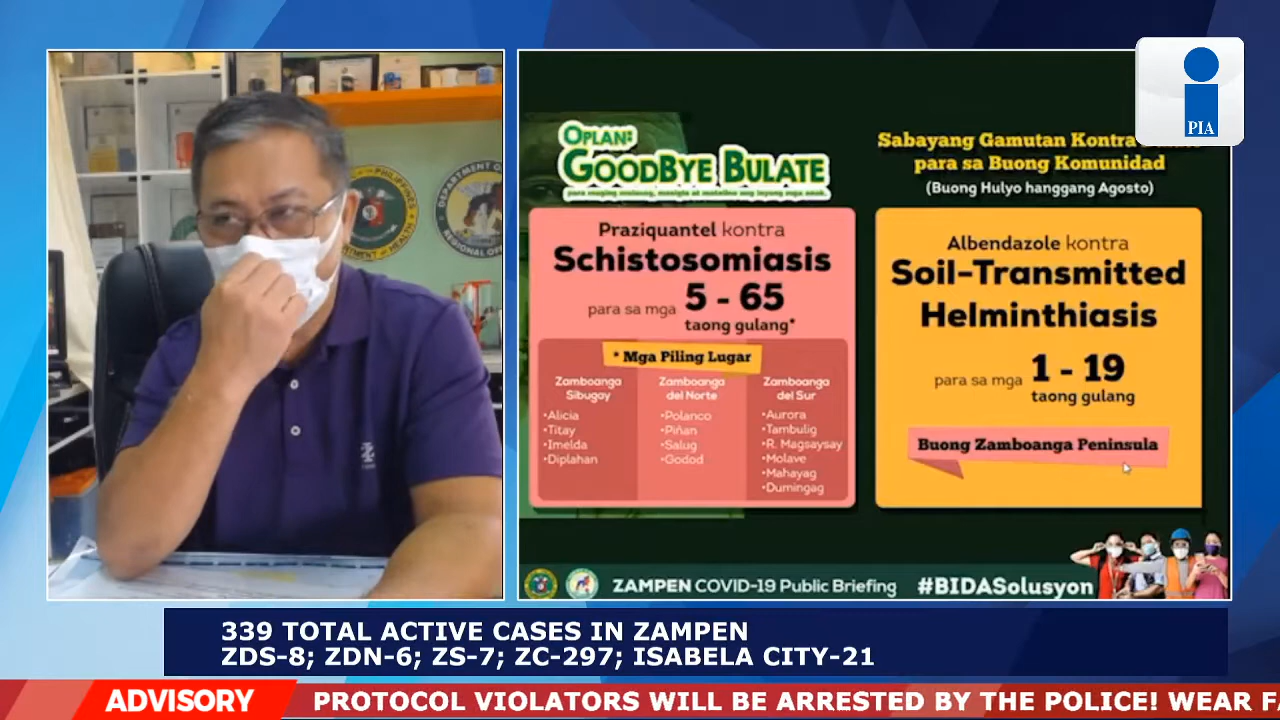 PIA
OPLAN:
GOODBYE BULATE
Sabayang Gamutan Kontra
para sa Buong Komunidad
(Buong Hulyo hanggang Agosto)
Praziquantel kontra
Schistosomiasis
para sa mga 5 - 65
taong gulang*
* Mga Piling Lugar
Zamboanga
Sibugay
•Alicia
•Titay
•Imelda
•Diplahan
Zamboanga
del Norte
•Polanco
•Piñan
•Salug
•Godod
Zamboanga
del Sur
•Aurora
•Tambulig
•R. Magsaysay
•Molave
•Mahayag
•Dumingag
Albendazole kontra
Soil-Transmitted
Helminthiasis
para sa mga 1 - 19
taong gulang
Buong Zamboanga Peninsula
ZAMPEN COVID-19 Public Briefing #BIDASolusyon
339 TOTAL ACTIVE CASES IN ZAMPEN
ZDS-8; ZDN-6; ZS-7; ZC-297; ISABELA CITY-21
ADVISORY PROTOCOL VIOLATORS WILL BE ARRESTED BY THE POLICE! WEAR FA